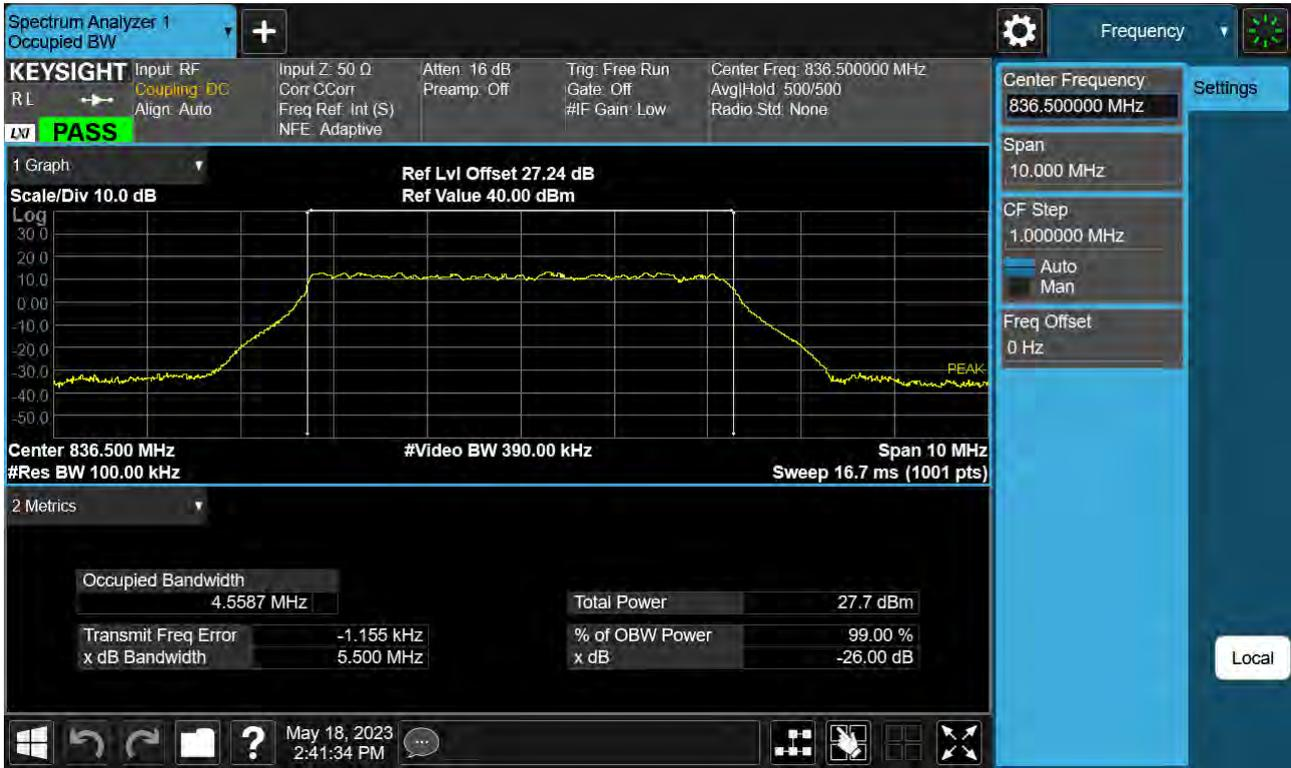 Spectrum Analyzer 1
Occupied BW
Frequency
KEYSIGHT
R L
LXI PASS
Input: RF
Coupling: DC
Align: Auto
Input Z: 50 Ω
Corr CCorr
Freq Ref: Int (S)
NFE: Adaptive
Atten: 16 dB
Preamp: Off
Trig: Free Run
Gate: Off
#IF Gain: Low
Center Freq: 836.500000 MHz
Avg|Hold: 500/500
Radio Std: None
Center Frequency
836.500000 MHz
Settings
Span
10.000 MHz
CF Step
1.000000 MHz
Auto
Man
Freq Offset
0 Hz
Local
1 Graph
Scale/Div 10.0 dB
Ref Lvl Offset 27.24 dB
Ref Value 40.00 dBm
Log
30.0
20.0
10.0
0.00
-10.0
-20.0
-30.0
-40.0
-50.0
PEAK
Center 836.500 MHz
#Video BW 390.00 kHz
Span 10 MHz
#Res BW 100.00 kHz
Sweep 16.7 ms (1001 pts)
2 Metrics
Occupied Bandwidth
4.5587 MHz
Total Power 27.7 dBm
Transmit Freq Error -1.155 kHz
% of OBW Power 99.00 %
x dB Bandwidth 5.500 MHz
x dB -26.00 dB
May 18, 2023
2:41:34 PM